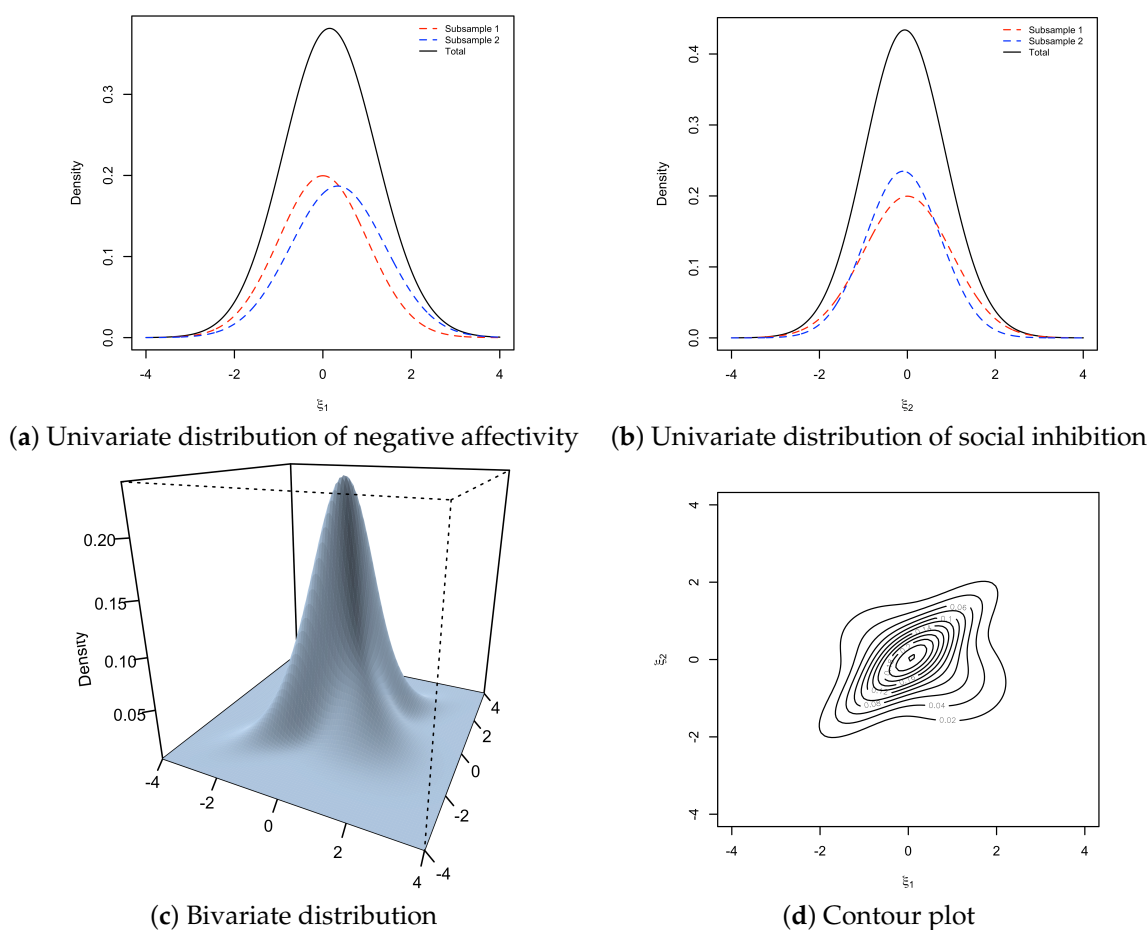 Subsample 1
Subsample 2
Total
Density
0.0
0.1
0.2
0.3
-4
-2
0
2
4
ξ1
Subsample 1
Subsample 2
Total
Density
0.0
0.1
0.2
0.3
0.4
-4
-2
0
2
4
ξ2
(a) Univariate distribution of negative affectivity
(b) Univariate distribution of social inhibition
Density
0.20
0.15
0.10
0.05
-4
-2
0
2
4
-4
-2
0
2
4
ξ2
4
2
0
-2
-4
0.06
0.1
0.08
0.04
0.02
-4
-2
0
2
4
ξ1
(c) Bivariate distribution
(d) Contour plot